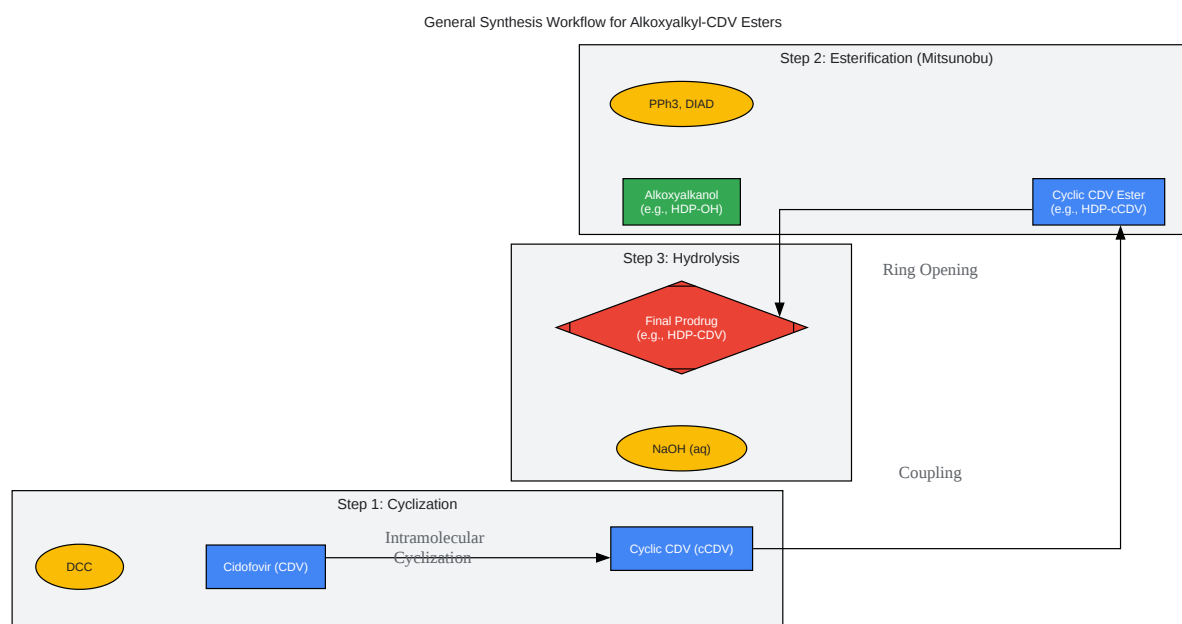 General Synthesis Workflow for Alkoxyalkyl-CDV Esters
Step 2: Esterification (Mitsunobu)
PPh3, DIAD
Alkoxyalkanol
(e.g., HDP-OH)
Cyclic CDV Ester
(e.g., HDP-cCDV)
Step 3: Hydrolysis
Ring Opening
Final Prodrug
(e.g., HDP-CDV)
NaOH (aq)
Coupling
Step 1: Cyclization
Intramolecular
Cyclization
DCC
Cidofovir (CDV)
Cyclic CDV (cCDV)